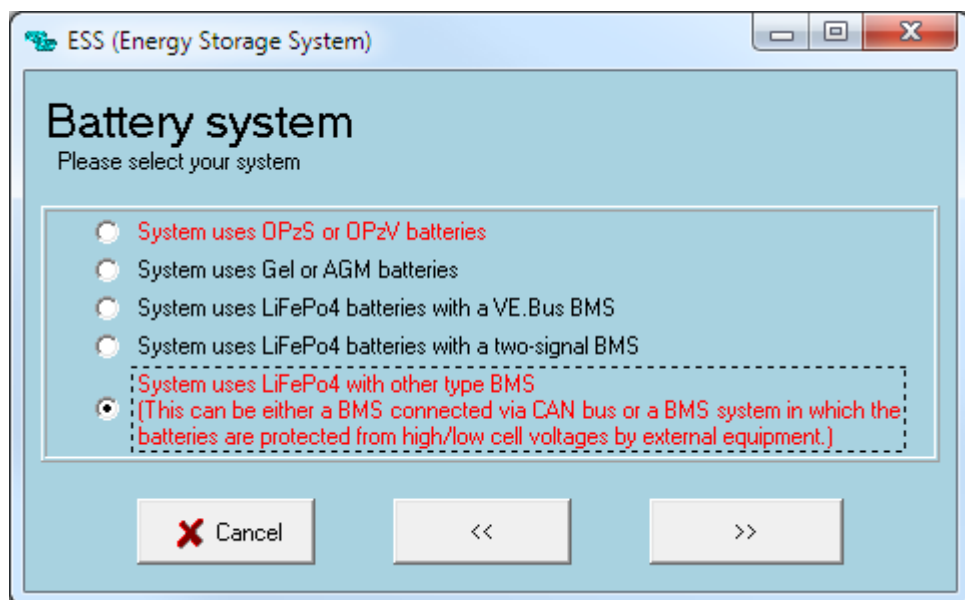 ESS (Energy Storage System)
Battery system
Please select your system
System uses OPzS or OPzV batteries
System uses Gel or AGM batteries
System uses LiFePo4 batteries with a VE.Bus BMS
System uses LiFePo4 batteries with a two-signal BMS
System uses LiFePo4 with other type BMS
(This can be either a BMS connected via CAN bus or a BMS system in which the
batteries are protected from high/low cell voltages by external equipment.)
Cancel
<<
>>